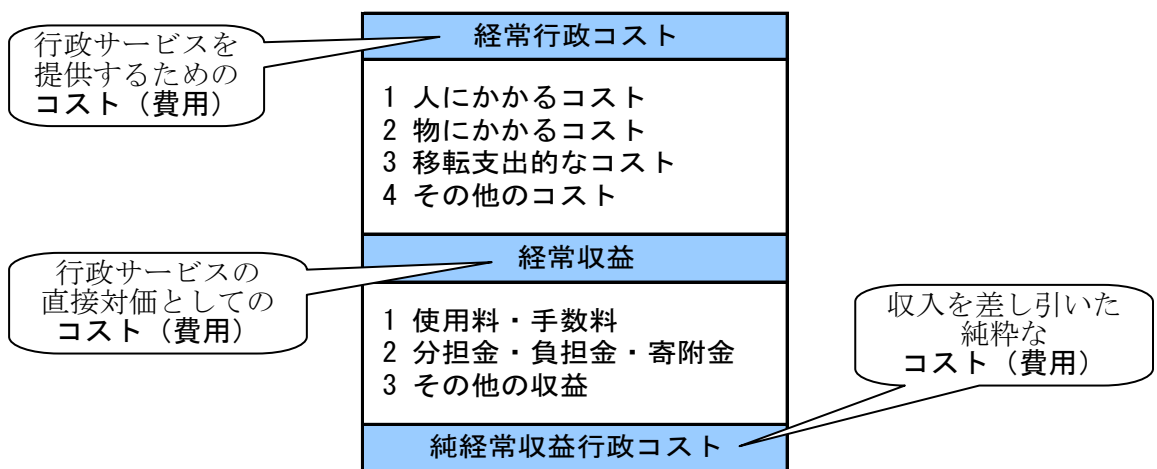 経常行政コスト
行政サービスを
提供するための
コスト（費用）
1 人にかかるコスト
2 物にかかるコスト
3 移転支出的なコスト
4 その他のコスト
経常収益
行政サービスの
直接対価としての
コスト（費用）
1 使用料・手数料
2 分担金・負担金・寄附金
3 その他の収益
収入を差し引いた
純粋な
コスト（費用）
純経常収益行政コスト